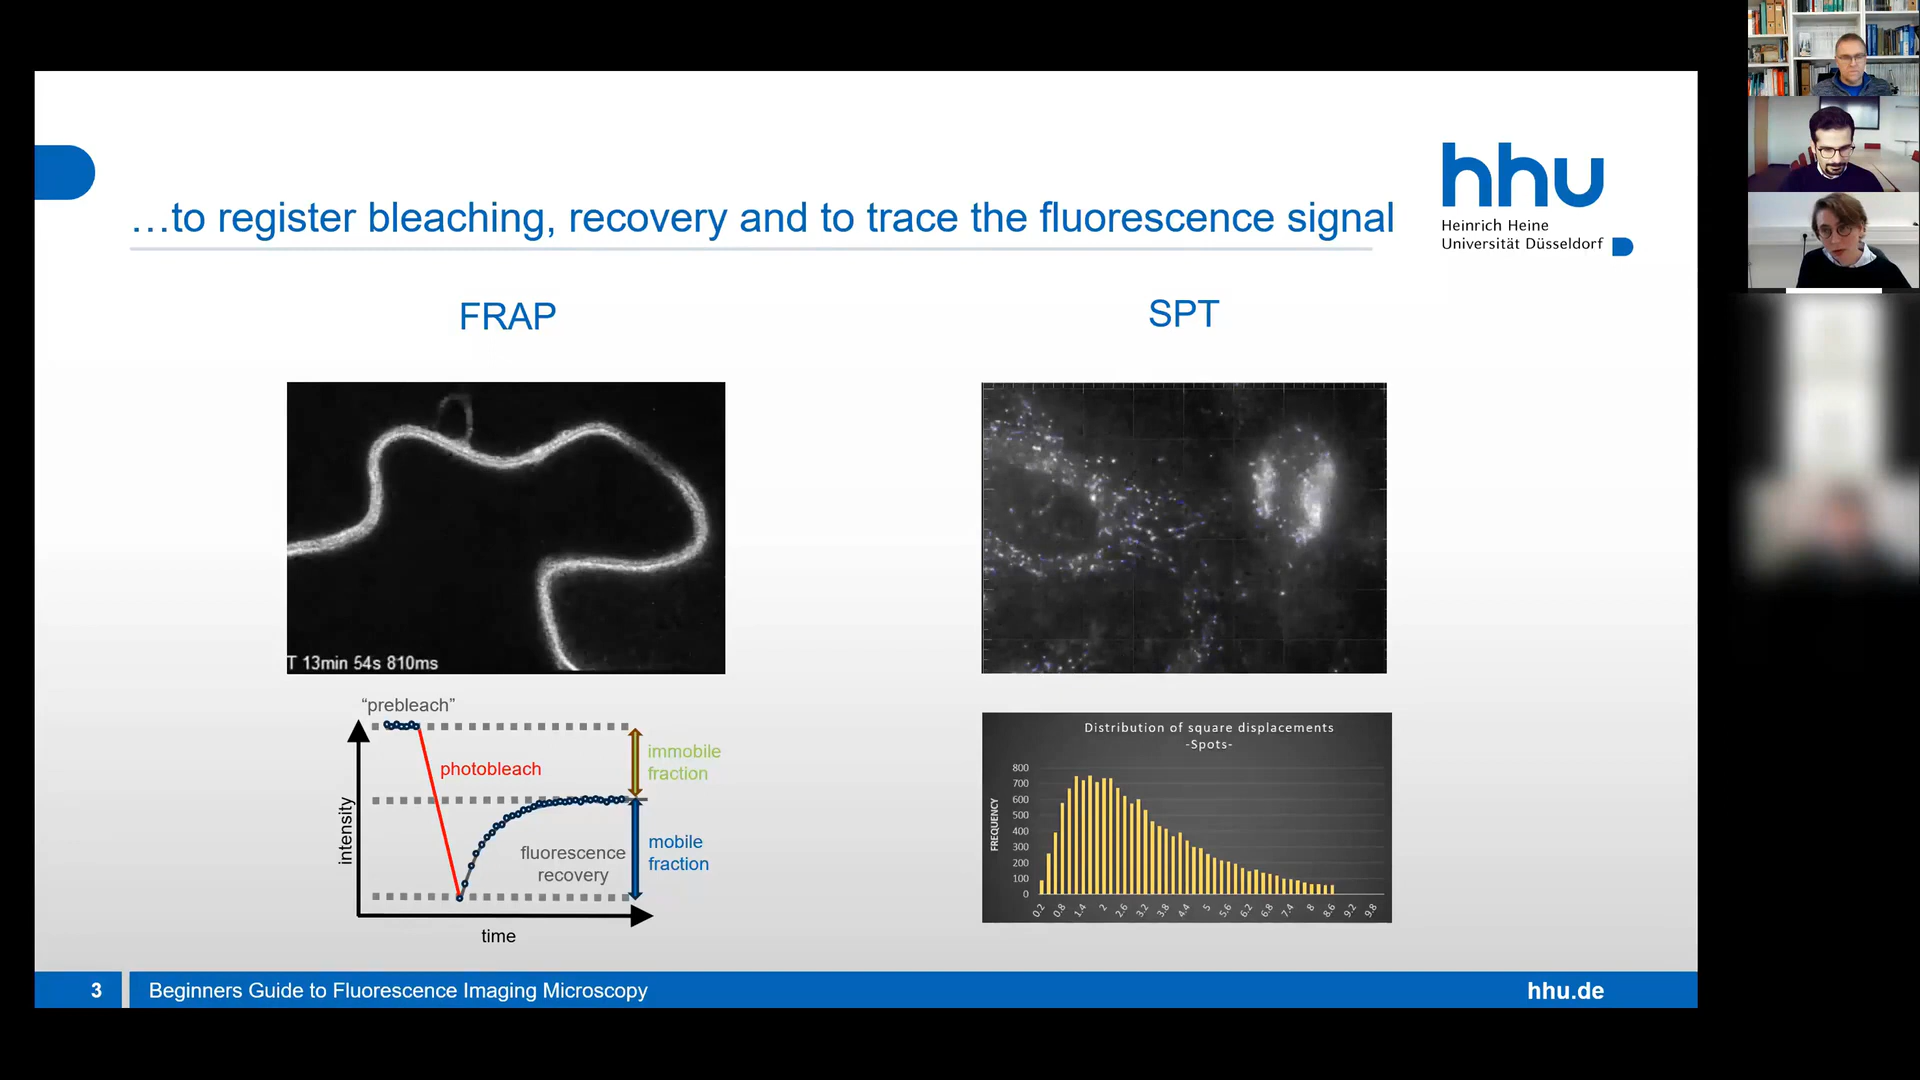 …to register bleaching, recovery and to trace the fluorescence signal
hhu
Heinrich Heine
Universität Düsseldorf
FRAP
SPT
T 13min 54s 810ms
“prebleach”
photobleach
immobile
fraction
mobile
fraction
fluorescence
recovery
intensity
time
Distribution of square displacements
-Spots-
FREQUENCY
800
700
600
500
400
300
200
100
0
0.2 0.8 1.4 2 2.6 3.2 3.8 4.4 5 5.6 6.2 6.8 7.4 8 8.6 9.2 9.8
3
Beginners Guide to Fluorescence Imaging Microscopy
hhu.de